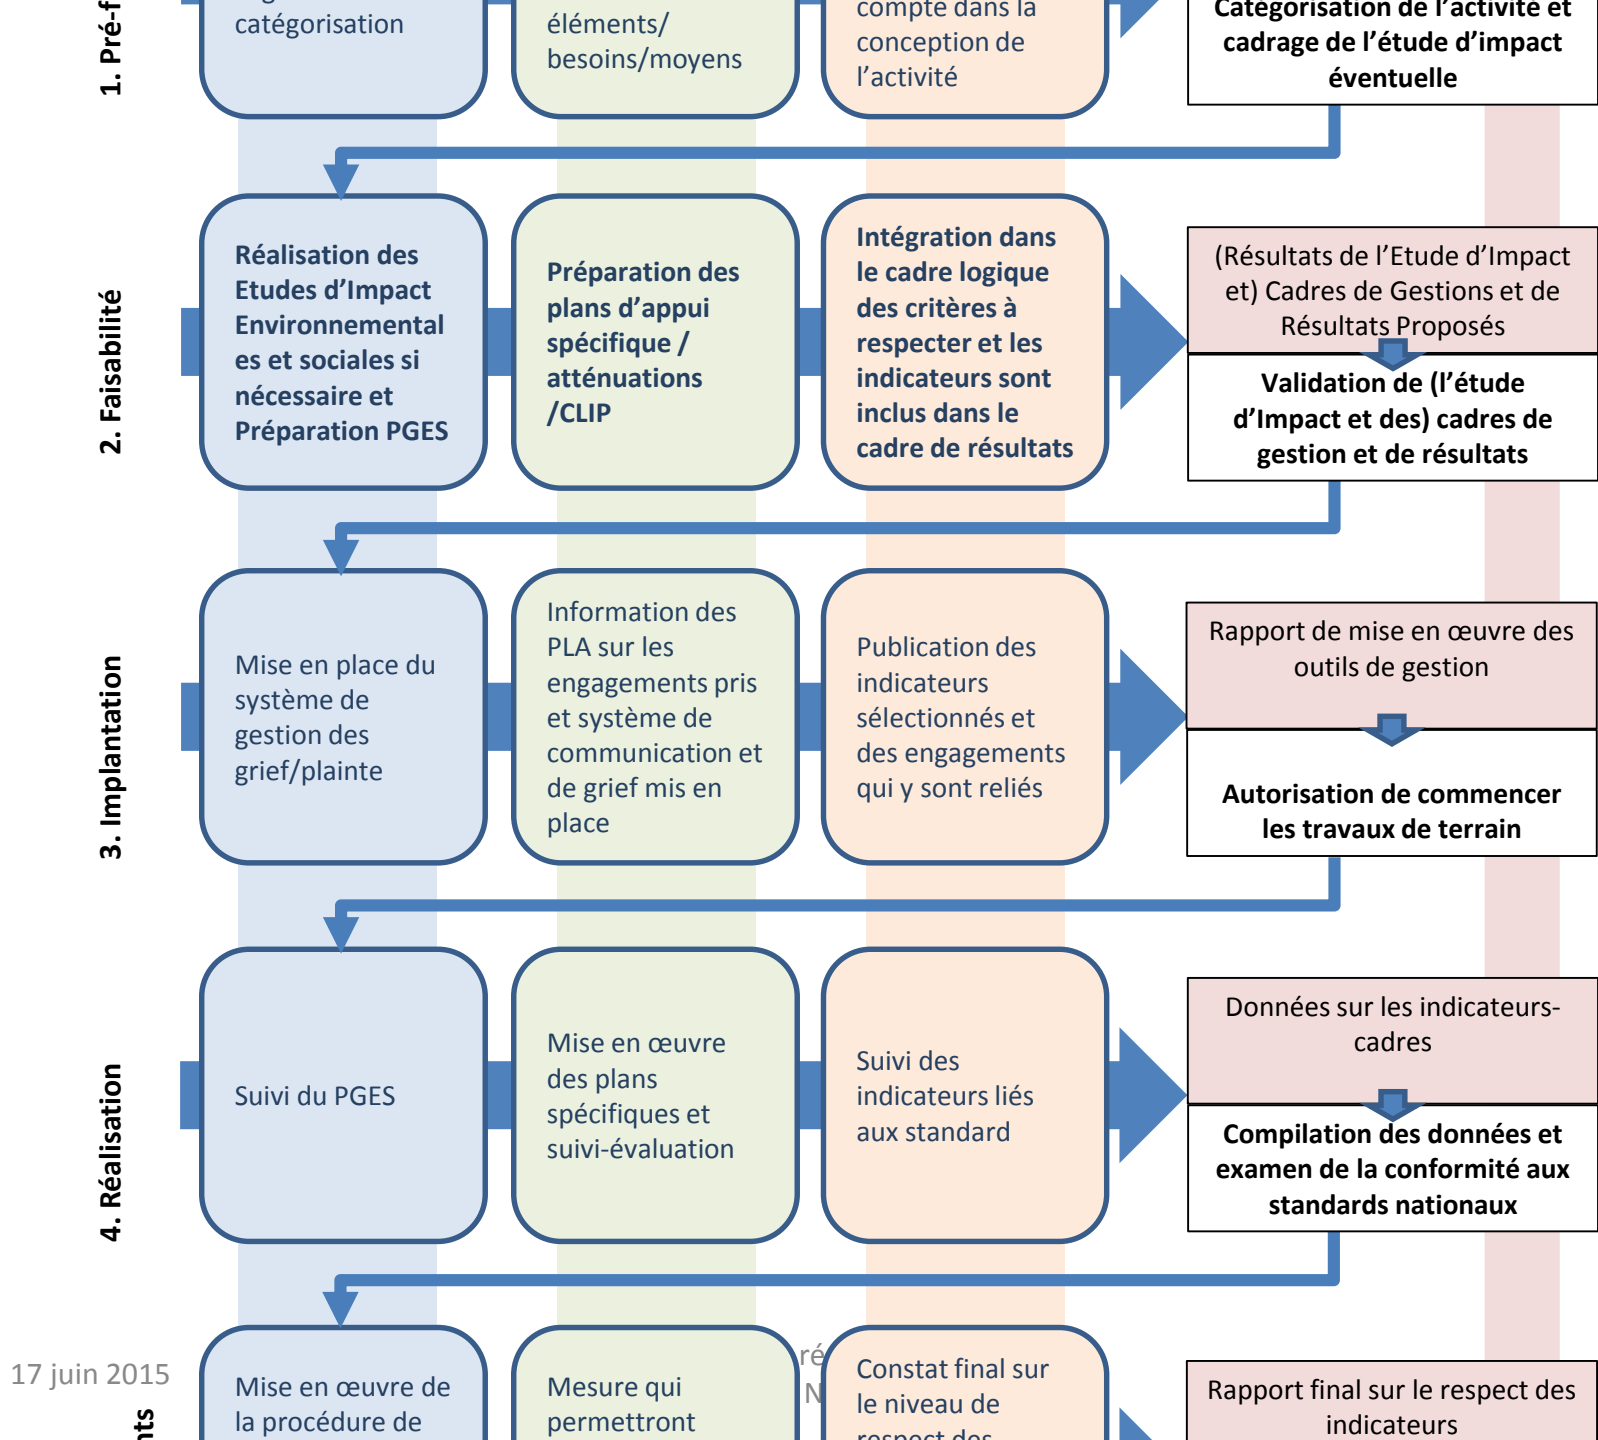 1. Pré-f
catégorisation
éléments/
besoins/moyens
compte dans la
conception de
l'activité
Catégorisation de l'activité et
cadrage de l'étude d'impact
éventuelle
2. Faisabilité
Réalisation des
Etudes d'Impact
Environnemental
es et sociales si
nécessaire et
Préparation PGES
Préparation des
plans d'appui
spécifique /
atténuations
/CLIP
Intégration dans
le cadre logique
des critères à
respecter et les
indicateurs sont
inclus dans le
cadre de résultats
(Résultats de l'Etude d'Impact
et) Cadres de Gestions et de
Résultats Proposés
Validation de (l'étude
d'Impact et des) cadres de
gestion et de résultats
3. Implantation
Mise en place du
système de
gestion des
grief/plainte
Information des
PLA sur les
engagements pris
et système de
communication et
de grief mis en
place
Publication des
indicateurs
sélectionnés et
des engagements
qui y sont reliés
Rapport de mise en œuvre des
outils de gestion
Autorisation de commencer
les travaux de terrain
4. Réalisation
Suivi du PGES
Mise en œuvre
des plans
spécifiques et
suivi-évaluation
Suivi des
indicateurs liés
aux standard
Données sur les indicateurs-
cadres
Compilation des données et
examen de la conformité aux
standards nationaux
17 juin 2015
nts
Mise en œuvre de
la procédure de
Mesure qui
permettront
ré
N
Constat final sur
le niveau de
respect des
Rapport final sur le respect des
indicateurs